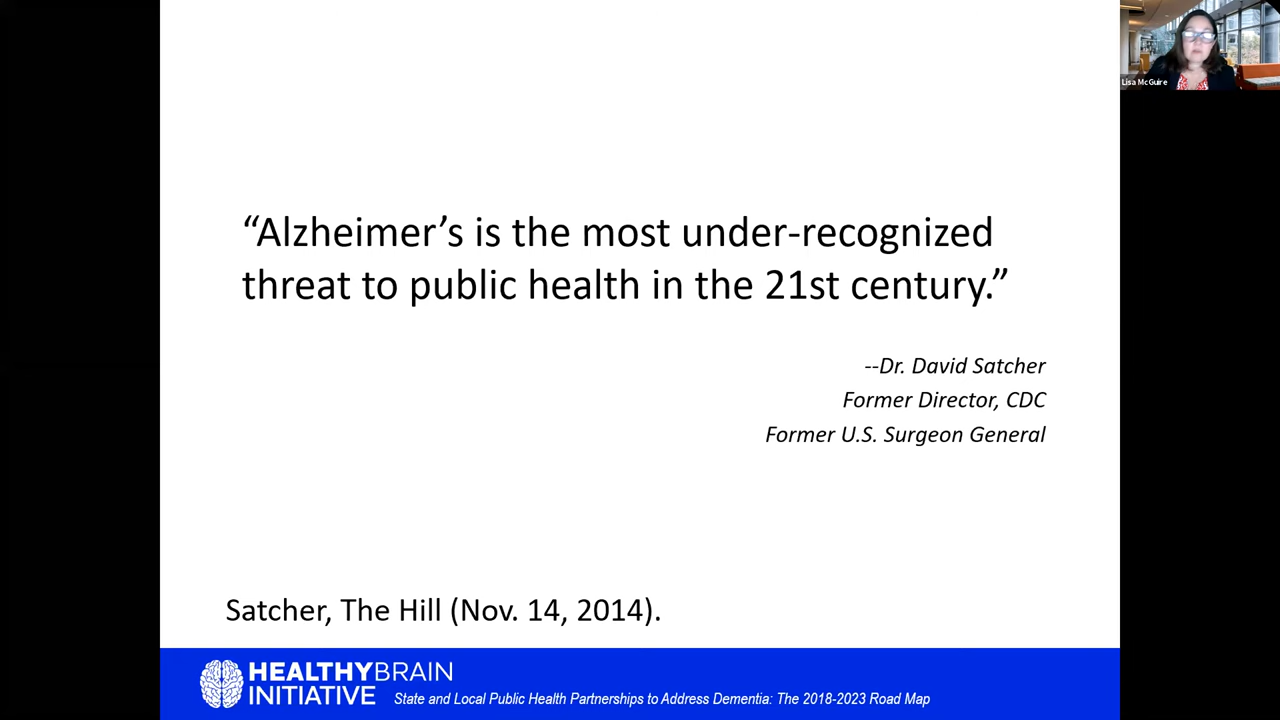 Lisa McGuire
“Alzheimer’s is the most under-recognized
threat to public health in the 21st century.”
--Dr. David Satcher
Former Director, CDC
Former U.S. Surgeon General
Satcher, The Hill (Nov. 14, 2014).
HEALTHYBRAIN
INITIATIVE
State and Local Public Health Partnerships to Address Dementia: The 2018-2023 Road Map